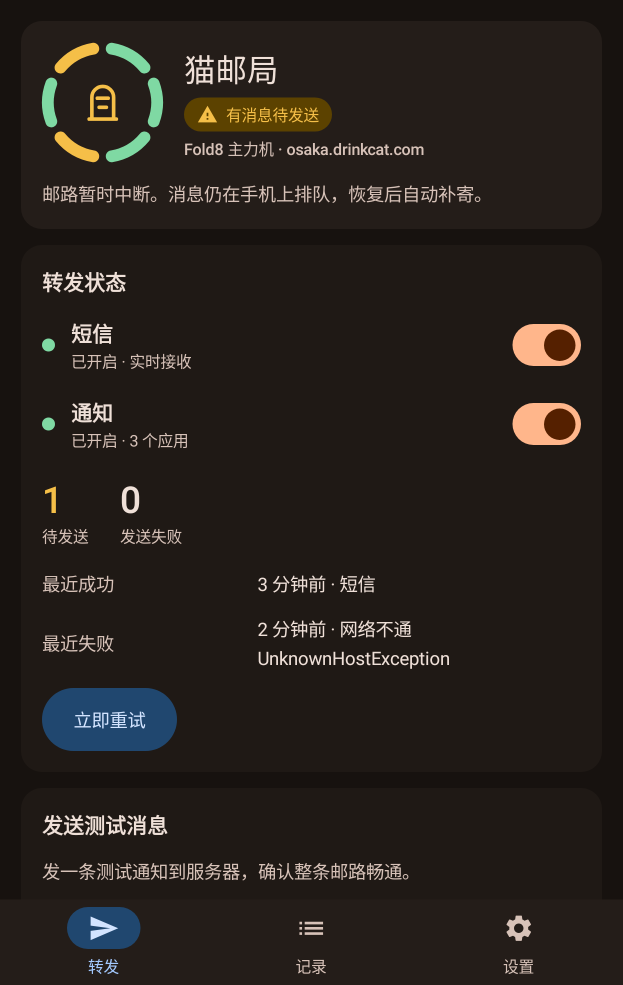 猫邮局
有消息待发送
Fold8 主力机 · osaka.drinkcat.com
邮路暂时中断。消息仍在手机上排队，恢复后自动补寄。
转发状态
短信
已开启 · 实时接收
通知
已开启 · 3 个应用
1
待发送
0
发送失败
最近成功
3 分钟前 · 短信
最近失败
2 分钟前 · 网络不通
UnknownHostException
立即重试
发送测试消息
发一条测试通知到服务器，确认整条邮路畅通。
转发
记录
设置